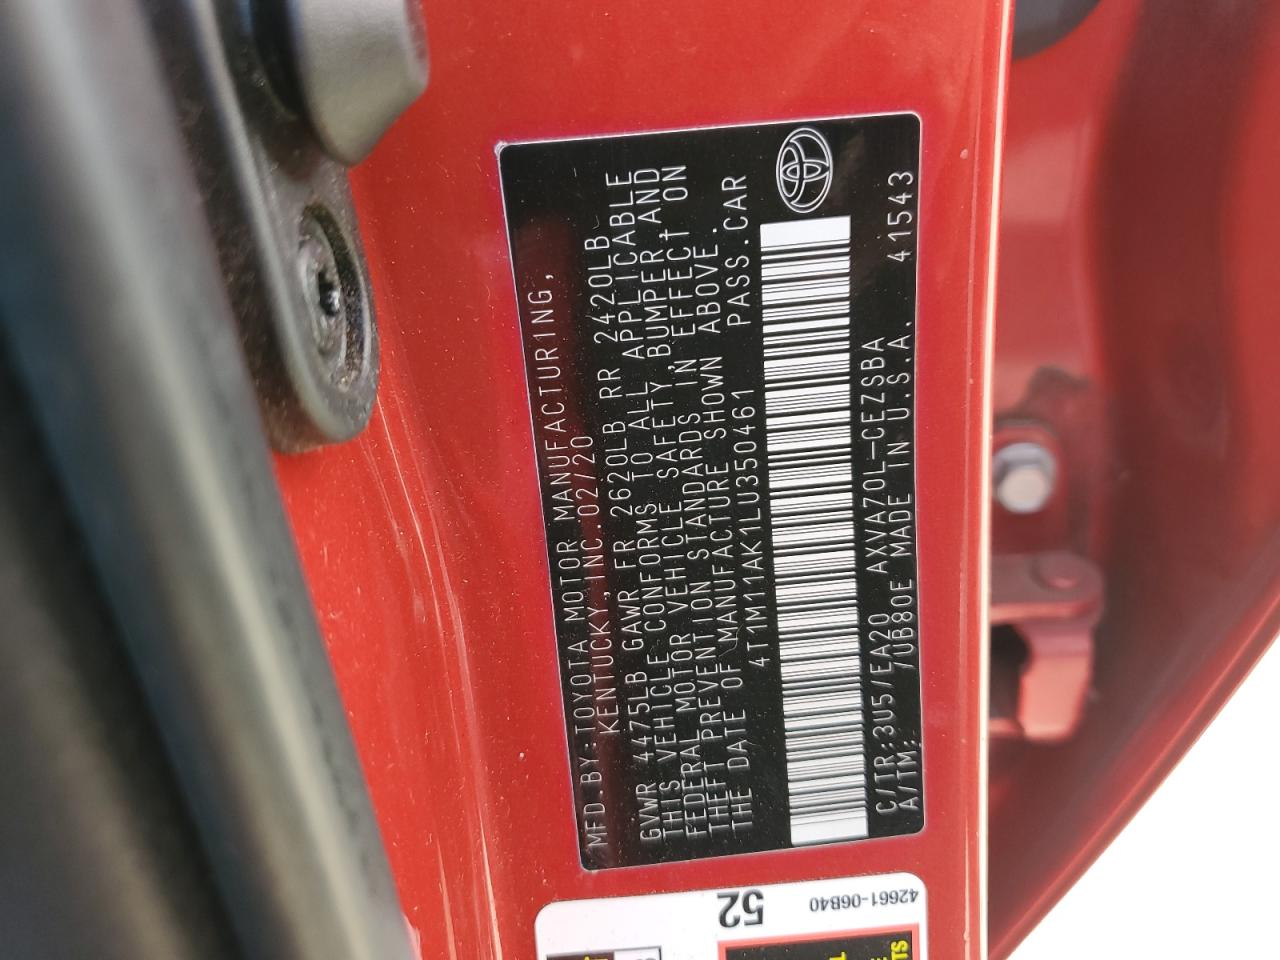 MFD.BY:TOYOTA MOTOR MANUFACTURING,
KENTUCKY,INC.02/20
GVWR 4475LB GAWR FR 2620LB RR 2420LB
THIS VEHICLE CONFORMS TO ALL APPLICABLE
FEDERAL MOTOR VEHICLE SAFETY,BUMPER,AND
THEFT PREVENTION STANDARDS IN EFFECT ON
THE DATE OF MANUFACTURE SHOWN ABOVE.
4T1M11AK1LU350461 PASS.CAR
C/TR:3U5/EA20 AXVA70L-CEZSBA
A/TM: /UB80E MADE IN U.S.A. 41543
52
42661-06B40